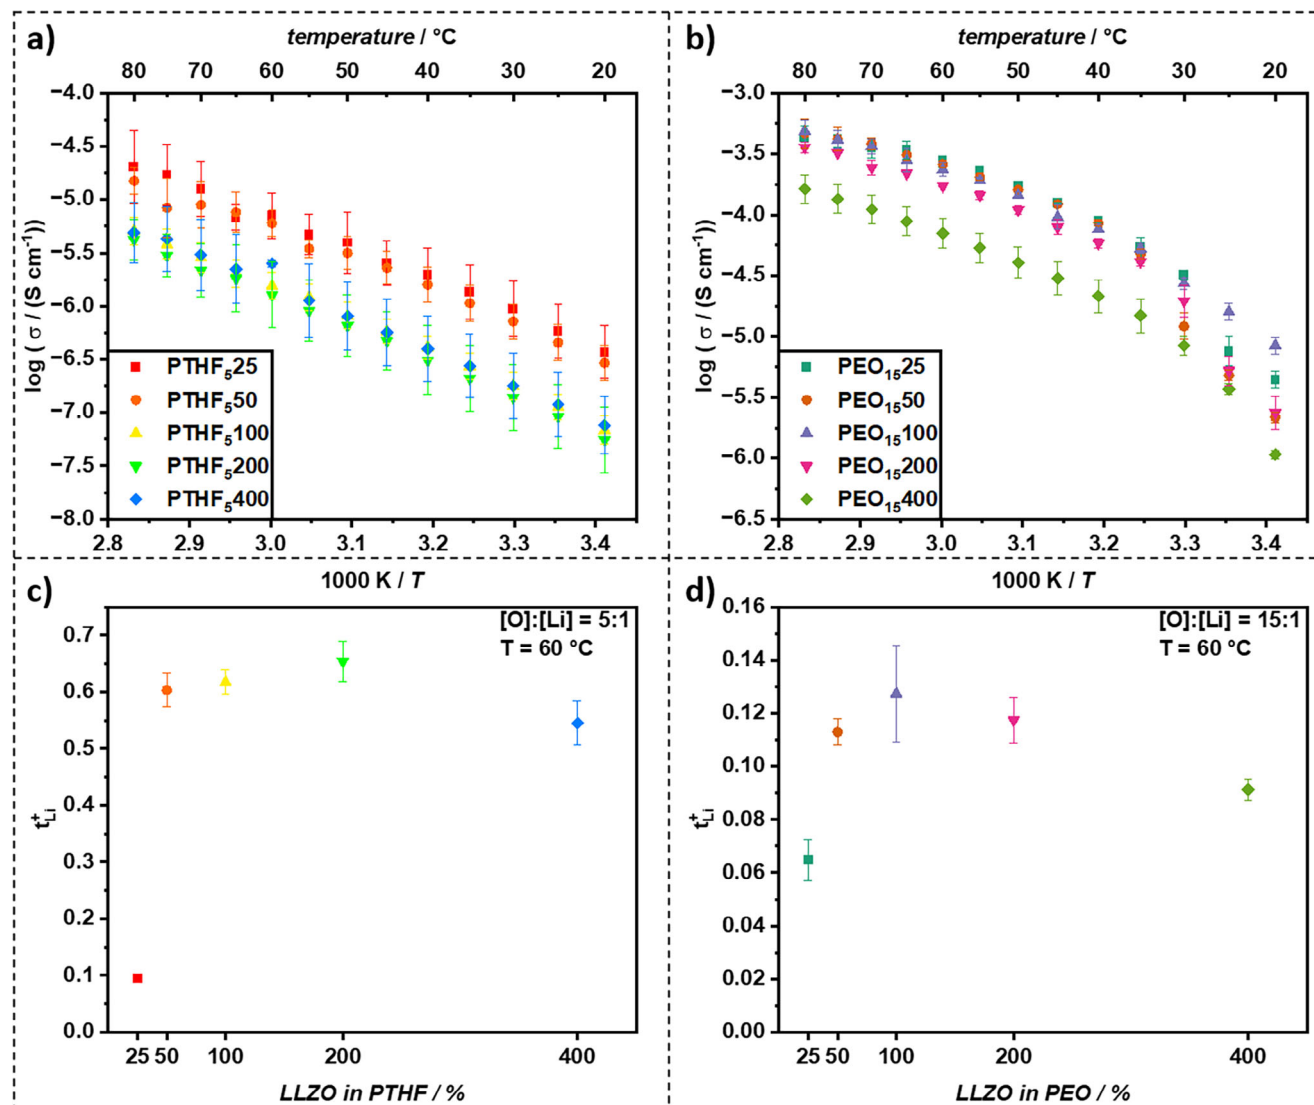 a)
temperature / °C
80 70 60 50 40 30 20
log ( σ / (S cm⁻¹))
−4.0
−4.5
−5.0
−5.5
−6.0
−6.5
−7.0
−7.5
−8.0
PTHF₅25
PTHF₅50
PTHF₅100
PTHF₅200
PTHF₅400
2.8 2.9 3.0 3.1 3.2 3.3 3.4
1000 K / T
b)
temperature / °C
80 70 60 50 40 30 20
log ( σ / (S cm⁻¹))
−3.0
−3.5
−4.0
−4.5
−5.0
−5.5
−6.0
−6.5
PEO₁₅25
PEO₁₅50
PEO₁₅100
PEO₁₅200
PEO₁₅400
2.8 2.9 3.0 3.1 3.2 3.3 3.4
1000 K / T
c)
[O]:[Li] = 5:1
T = 60 °C
t⁺Li
0.7
0.6
0.5
0.4
0.3
0.2
0.1
0.0
25 50 100 200 400
LLZO in PTHF / %
d)
[O]:[Li] = 15:1
T = 60 °C
t⁺Li
0.16
0.14
0.12
0.10
0.08
0.06
0.04
0.02
0.00
25 50 100 200 400
LLZO in PEO / %